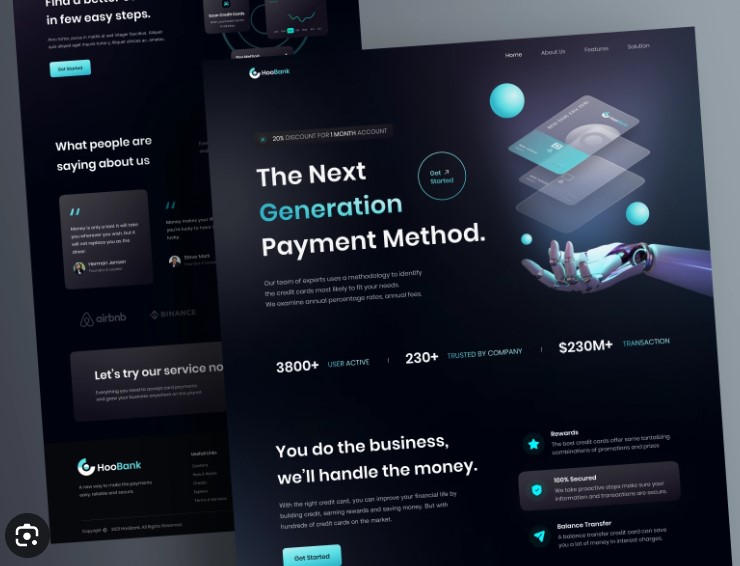 in few easy steps.
Get Started
What people are
saying about us
Money is only a tool. It will take
you wherever you wish, but it
will not replace you as the
driver.
Herman Jensen
Founder & Leader
Money makes your
Steve Mark
airbnb
BINANCE
Let's try our service no
Everything you need to accept card payments
and grow your business anywhere on the planet.
HooBank
A new way to make the payments
easy, reliable and secure.
Useful Links
Content
How it Works
Create
Explore
Terms & Services
Copyright © 2021 HooBank. All Rights Reserved.
HooBank
Home
About Us
Features
Solution
20% DISCOUNT FOR 1 MONTH ACCOUNT
The Next
Generation
Payment Method.
Get
Started
HooBank
Our team of experts uses a methodology to identify
the credit cards most likely to fit your needs.
We examine annual percentage rates, annual fees.
3800+ USER ACTIVE
230+ TRUSTED BY COMPANY
$230M+ TRANSACTION
You do the business,
we'll handle the money.
With the right credit card, you can improve your financial life by
building credit, earning rewards and saving money. But with
hundreds of credit cards on the market.
Get Started
Rewards
The best credit cards offer some tantalizing
combinations of promotions and prizes
100% Secured
We take proactive steps make sure your
information and transactions are secure.
Balance Transfer
A balance transfer credit card can save
you a lot of money in interest charges.